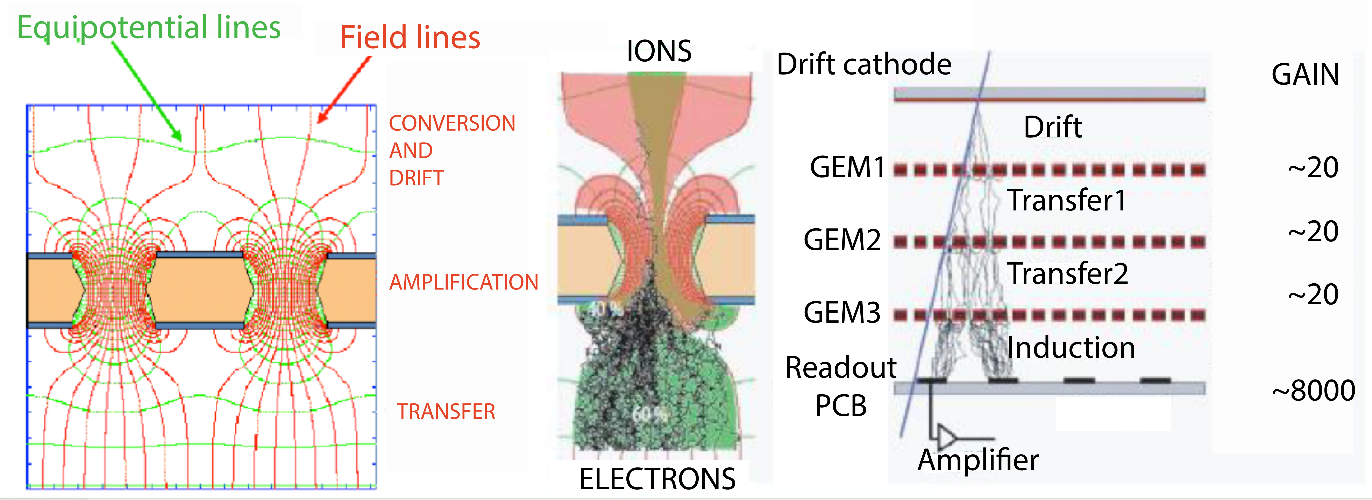 Equipotential lines
Field lines
CONVERSION
AND
DRIFT
AMPLIFICATION
TRANSFER
IONS
40 %
60 %
ELECTRONS
Drift cathode
GAIN
Drift
GEM1
~20
Transfer1
GEM2
~20
Transfer2
~20
GEM3
Induction
Readout
PCB
~8000
Amplifier